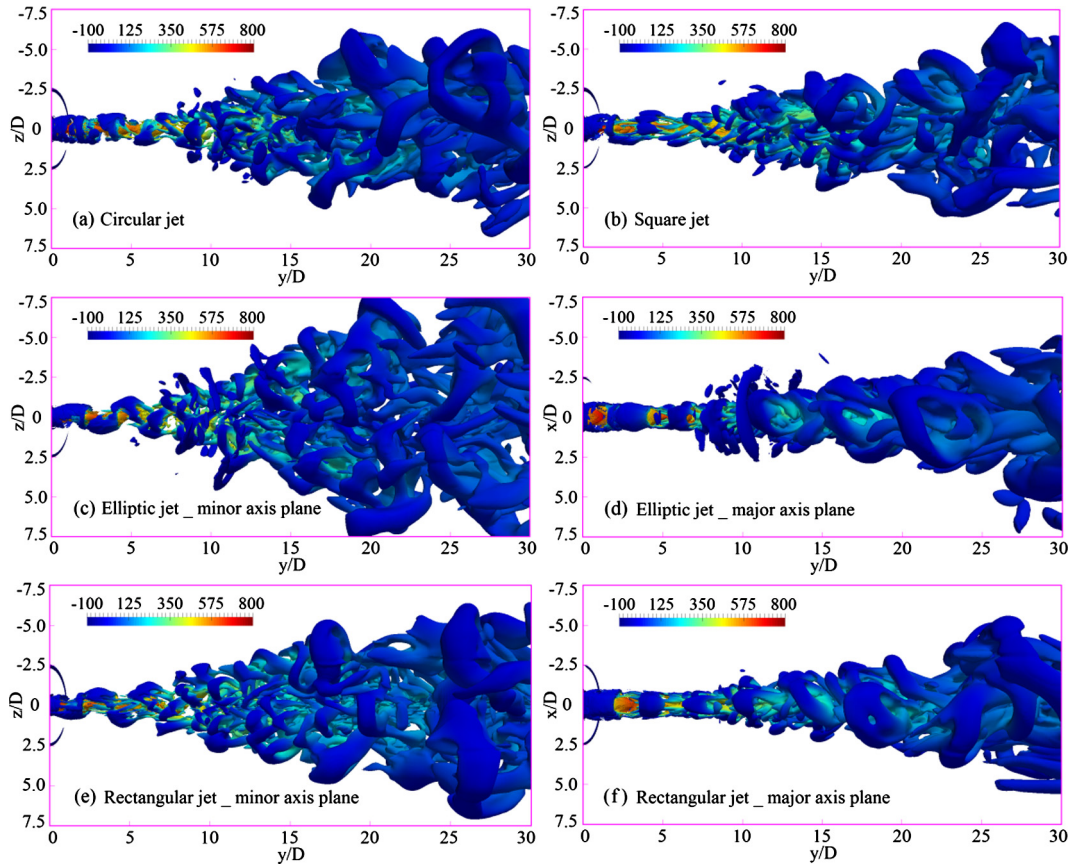 -7.5
-100 125 350 575 800
-5.0
-2.5
z/D
0
2.5
5.0
(a) Circular jet
7.5
0 5 10 15 20 25 30
y/D
-7.5
-100 125 350 575 800
-5.0
-2.5
z/D
0
2.5
5.0
(b) Square jet
7.5
0 5 10 15 20 25 30
y/D
-7.5
-100 125 350 575 800
-5.0
-2.5
z/D
0
2.5
5.0
(c) Elliptic jet _ minor axis plane
7.5
0 5 10 15 20 25 30
y/D
-7.5
-100 125 350 575 800
-5.0
-2.5
x/D
0
2.5
5.0
(d) Elliptic jet _ major axis plane
7.5
0 5 10 15 20 25 30
y/D
-7.5
-100 125 350 575 800
-5.0
-2.5
z/D
0
2.5
5.0
(e) Rectangular jet _ minor axis plane
7.5
0 5 10 15 20 25 30
y/D
-7.5
-100 125 350 575 800
-5.0
-2.5
x/D
0
2.5
5.0
(f) Rectangular jet _ major axis plane
7.5
0 5 10 15 20 25 30
y/D